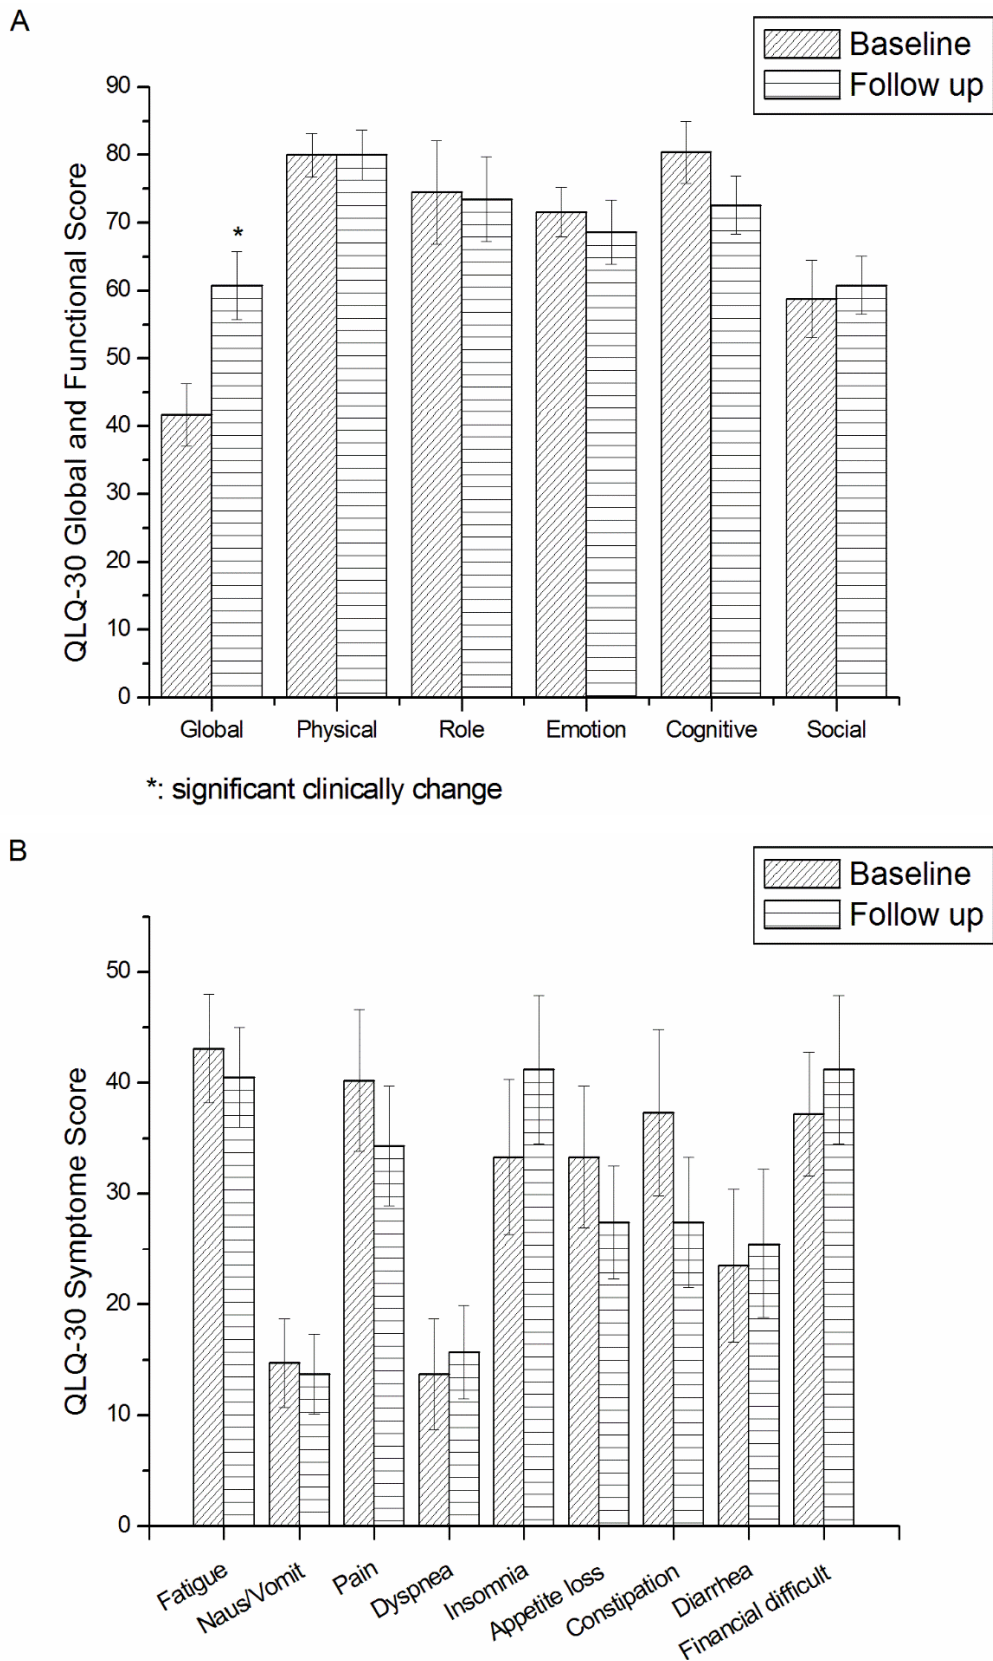 A
Baseline
Follow up
QLQ-30 Global and Functional Score
90
80
70
60
50
40
30
20
10
0
*
Global Physical Role Emotion Cognitive Social
*: significant clinically change
B
Baseline
Follow up
QLQ-30 Symptome Score
50
40
30
20
10
0
Fatigue Naus/Vomit Pain Dyspnea Insomnia Appetite loss Constipation Diarrhea Financial difficult